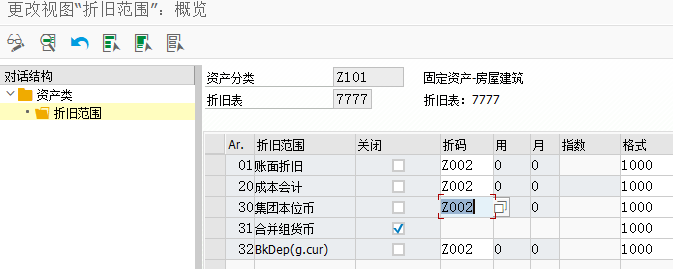 更改视图“折旧范围”: 概览
对话结构
资产类
折旧范围
资产分类 Z101 固定资产-房屋建筑
折旧表 7777 折旧表: 7777
Ar. 折旧范围 关闭 折码 用 月 指数 格式
01 账面折旧 Z002 0 0 1000
20 成本会计 Z002 0 0 1000
30 集团本位币 Z002 0 1000
31 合并组货币 1000
32 BkDep(g.cur) Z002 0 0 1000